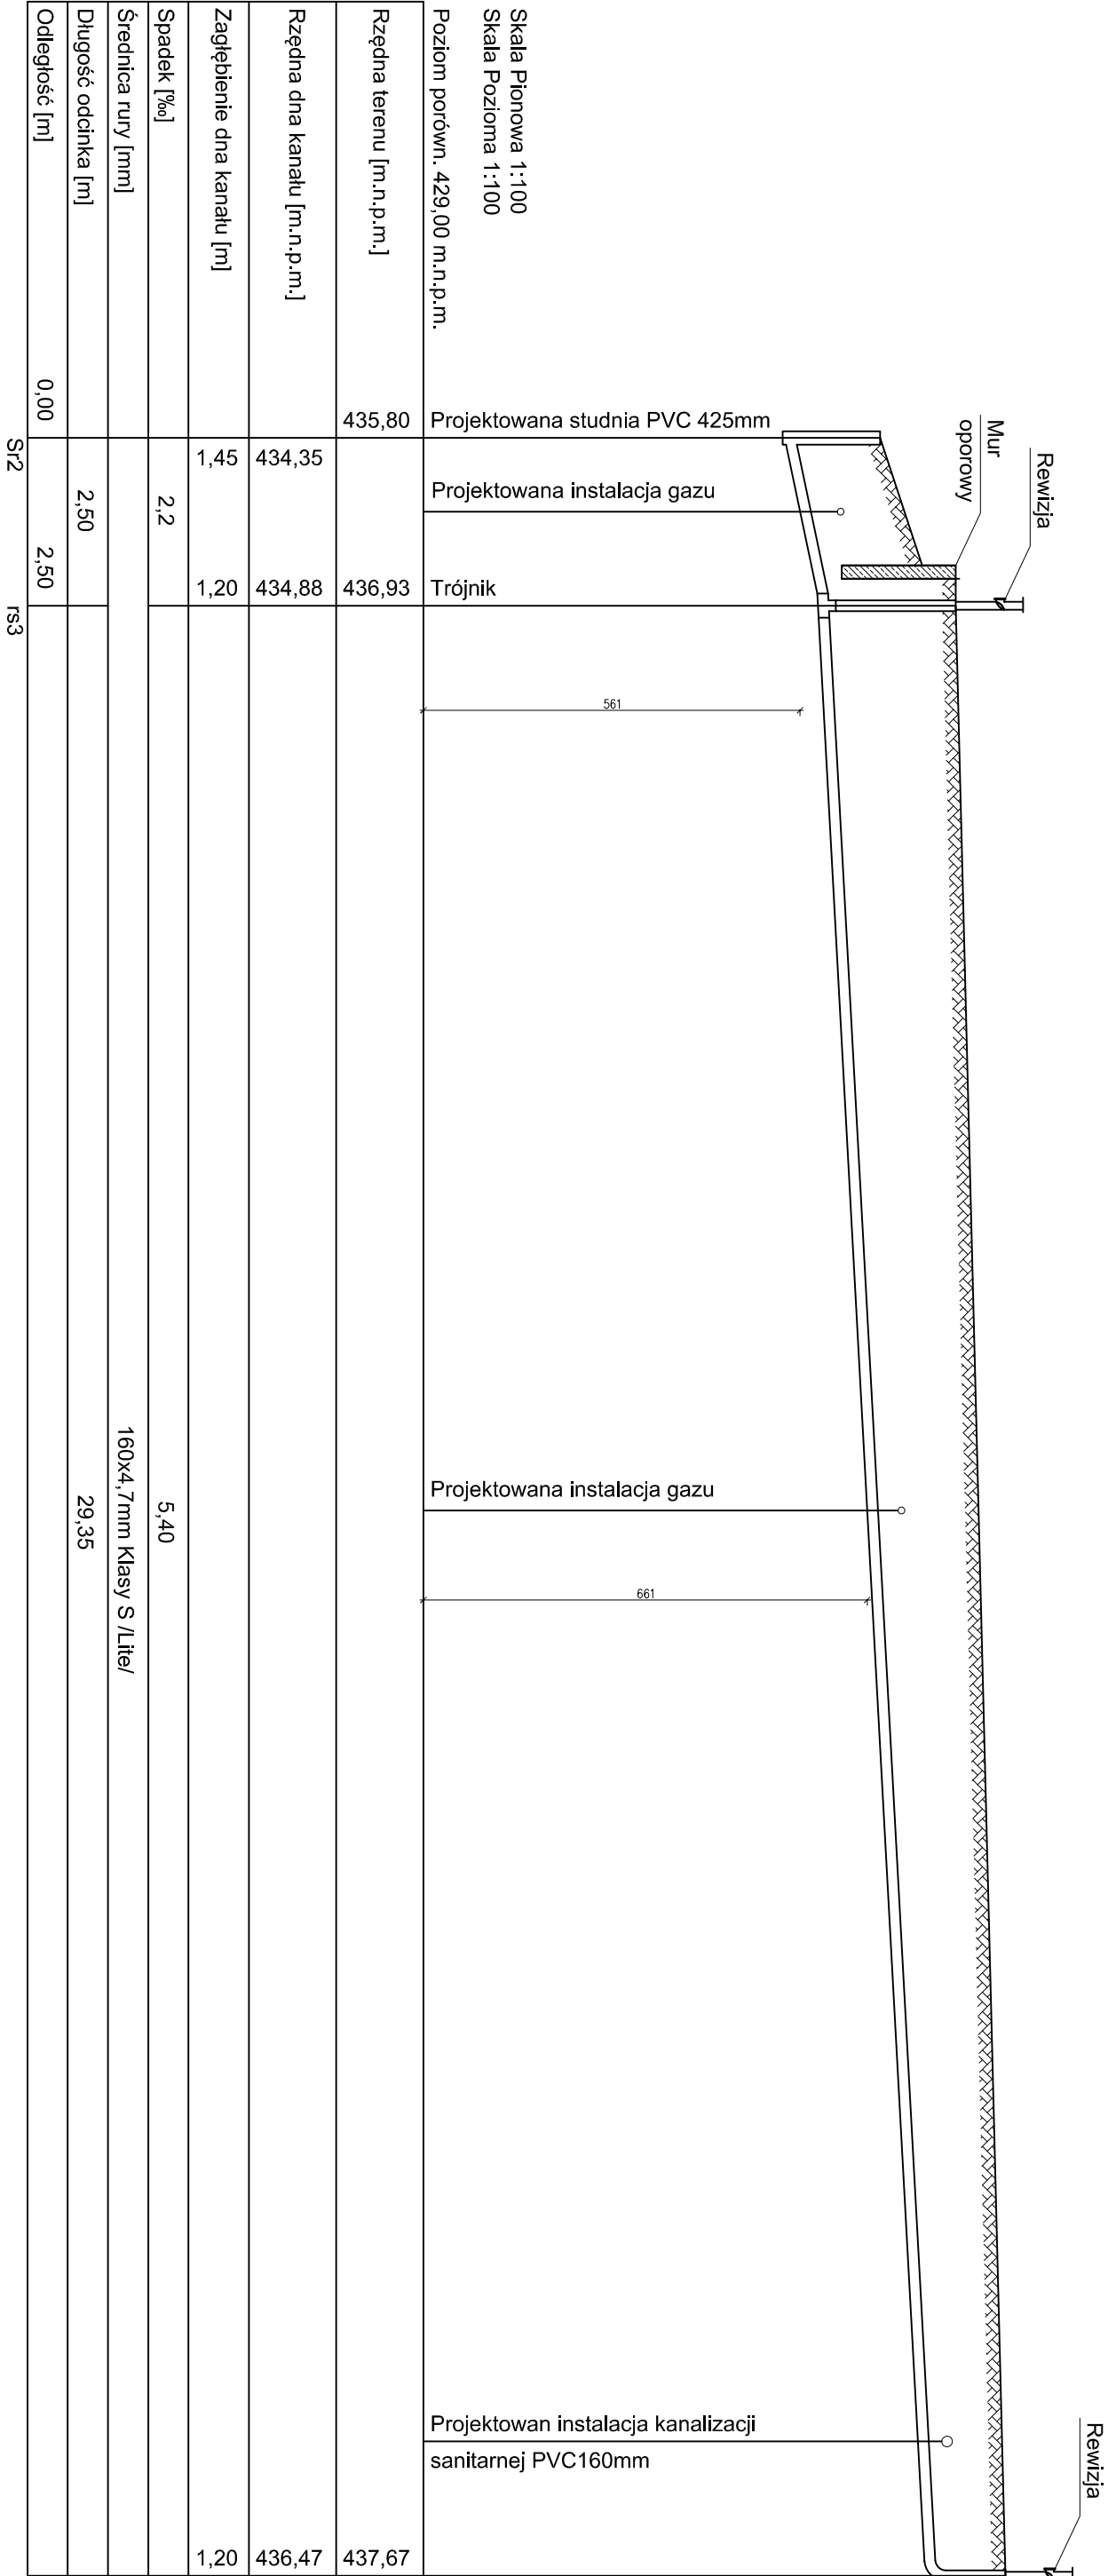 Rewizja
Mur
oporowy
Rewizja
Skala Pionowa 1:100
Skala Pozioma 1:100
Poziom porówn. 429,00 m.n.p.m.
Projektowana studnia PVC 425mm
Projektowana instalacja gazu
Trójnik
561
Projektowana instalacja gazu
661
Projektowan instalacja kanalizacji
sanitarnej PVC160mm
Rzędna terenu [m.n.p.m.] 435,80 436,93 437,67
Rzędna dna kanału [m.n.p.m.] 434,35 434,88 436,47
Zagłębienie dna kanału [m] 1,45 1,20 1,20
Spadek [‰] 2,2 5,40
Średnica rury [mm] 160x4,7mm Klasy S /Lite/
Długość odcinka [m] 2,50 29,35
Odległość [m] 0,00 2,50
Sr2 rs3